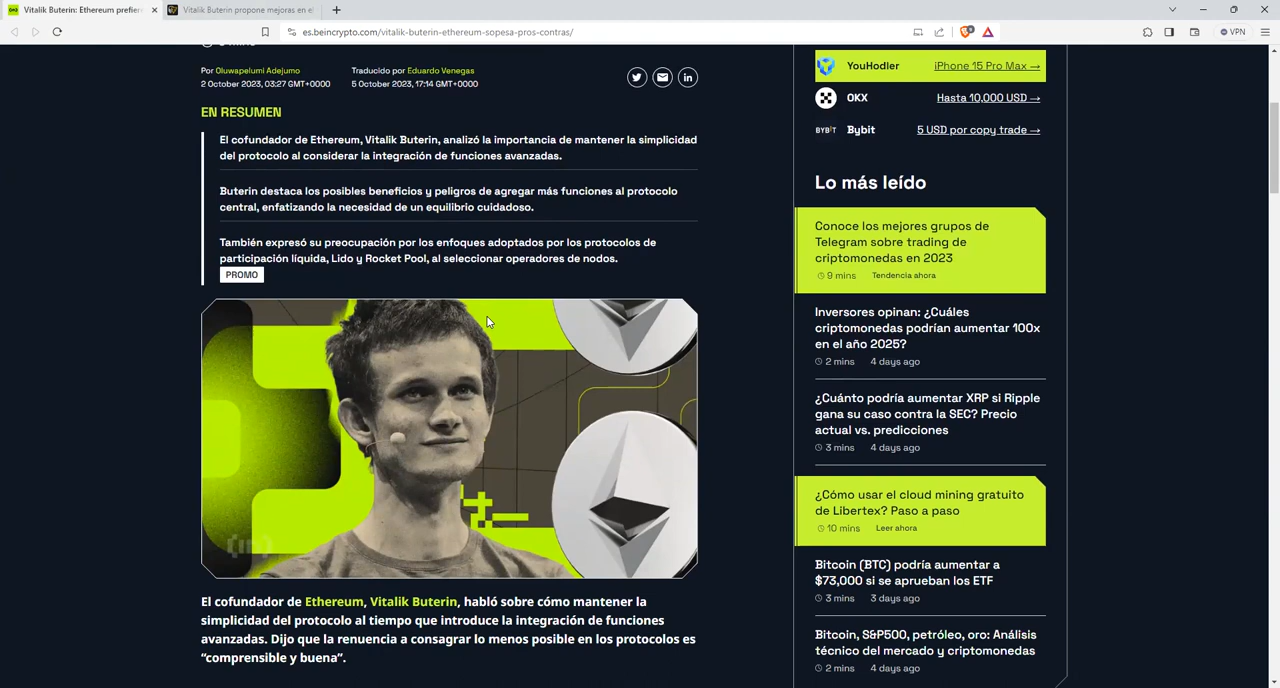 Vitalik Buterin: Ethereum prefier
Vitalik Buterin propone mejoras en el
es.beincrypto.com/vitalik-buterin-ethereum-sopesa-pros-contras/
VPN
Por Oluwapelumi Adejumo
2 October 2023, 03:27 GMT+0000
Traducido por Eduardo Venegas
5 October 2023, 17:14 GMT+0000
EN RESUMEN
El cofundador de Ethereum, Vitalik Buterin, analizó la importancia de mantener la simplicidad
del protocolo al considerar la integración de funciones avanzadas.
Buterin destaca los posibles beneficios y peligros de agregar más funciones al protocolo
central, enfatizando la necesidad de un equilibrio cuidadoso.
También expresó su preocupación por los enfoques adoptados por los protocolos de
participación líquida, Lido y Rocket Pool, al seleccionar operadores de nodos.
PROMO
El cofundador de Ethereum, Vitalik Buterin, habló sobre cómo mantener la
simplicidad del protocolo al tiempo que introduce la integración de funciones
avanzadas. Dijo que la renuencia a consagrar lo menos posible en los protocolos es
“comprensible y buena”.
YouHodler iPhone 15 Pro Max →
OKX Hasta 10,000 USD →
BYBIT Bybit 5 USD por copy trade →
Lo más leído
Conoce los mejores grupos de
Telegram sobre trading de
criptomonedas en 2023
9 mins Tendencia ahora
Inversores opinan: ¿Cuáles
criptomonedas podrían aumentar 100x
en el año 2025?
2 mins 4 days ago
¿Cuánto podría aumentar XRP si Ripple
gana su caso contra la SEC? Precio
actual vs. predicciones
3 mins 4 days ago
¿Cómo usar el cloud mining gratuito
de Libertex? Paso a paso
10 mins Leer ahora
Bitcoin (BTC) podría aumentar a
$73,000 si se aprueban los ETF
3 mins 3 days ago
Bitcoin, S&P500, petróleo, oro: Análisis
técnico del mercado y criptomonedas
2 mins 4 days ago